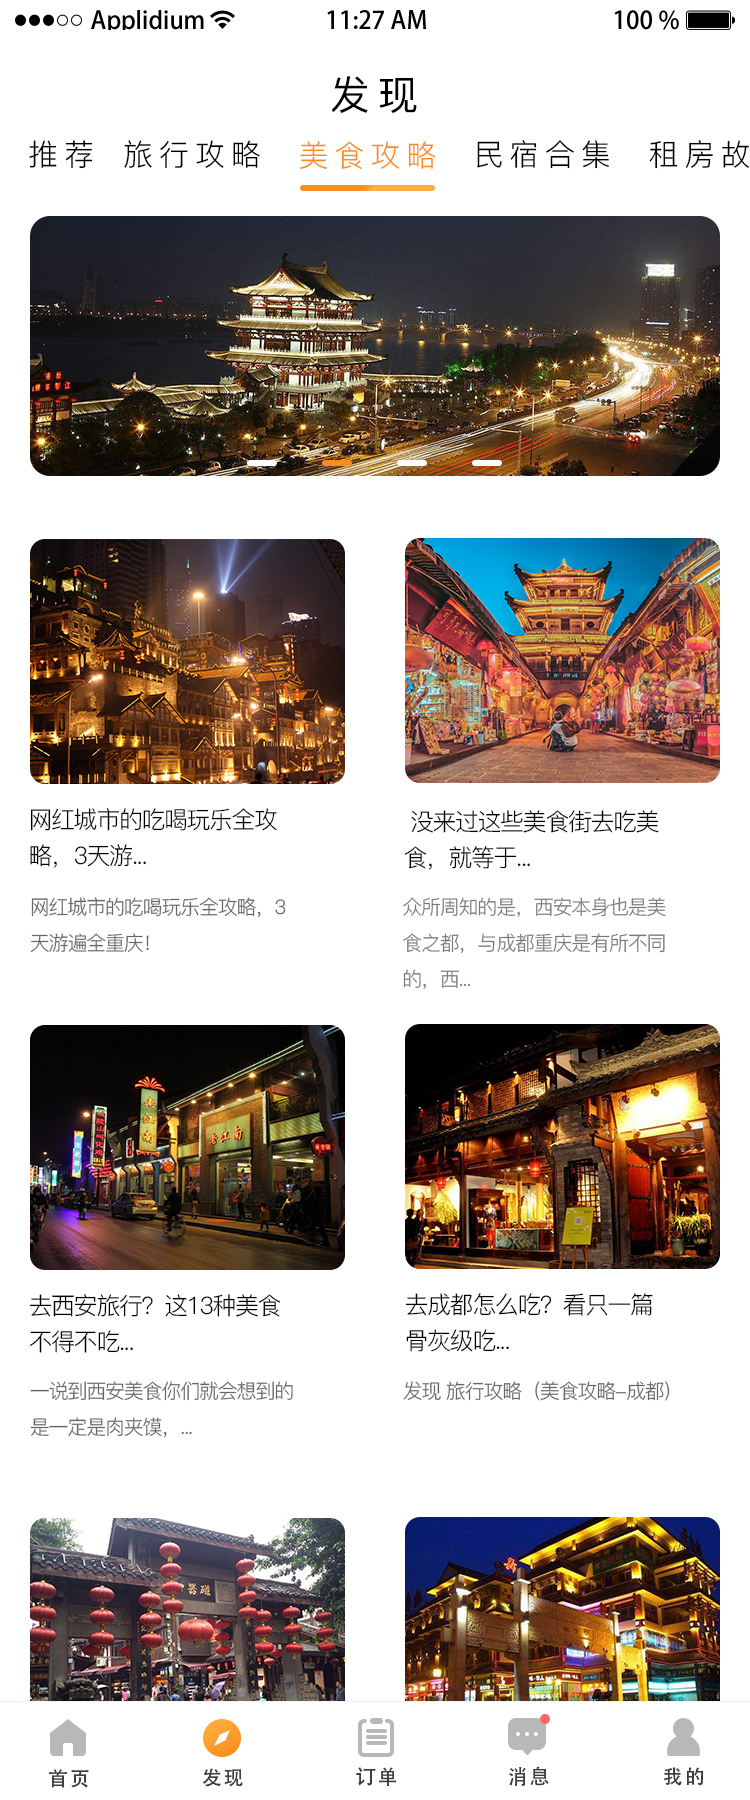 Applidium 11:27 AM 100 %
发现
推荐 旅行攻略 美食攻略 民宿合集 租房故
网红城市的吃喝玩乐全攻
略，3天游...
网红城市的吃喝玩乐全攻略，3
天游遍全重庆！
没来过这些美食街去吃美
食，就等于...
众所周知的是，西安本身也是美
食之都，与成都重庆是有所不同
的，西...
老江南
老江南
去西安旅行？这13种美食
不得不吃...
一说到西安美食你们就会想到的
是一定是肉夹馍，...
去成都怎么吃？看只一篇
骨灰级吃...
发现 旅行攻略（美食攻略–成都）
器磁
首页 发现 订单 消息 我的